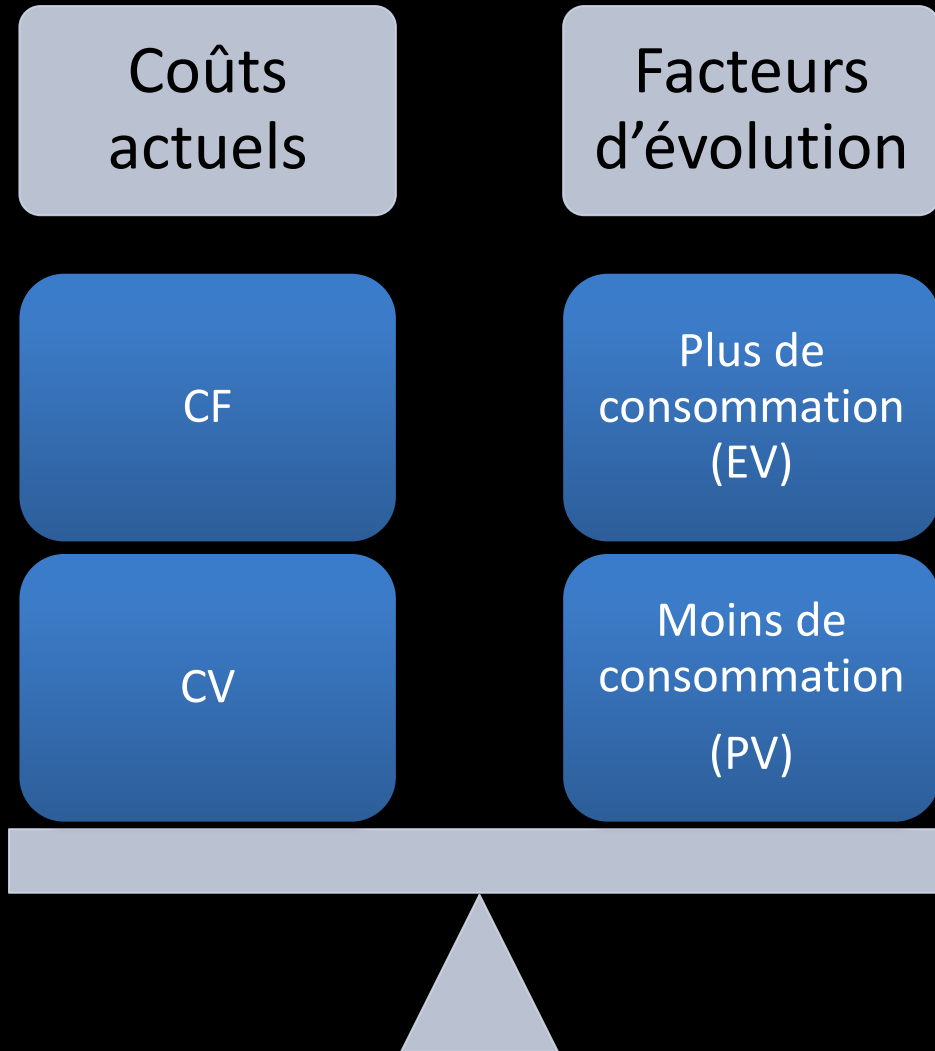 Coûts
actuels
CF
CV
Facteurs
d’évolution
Plus de
consommation
(EV)
Moins de
consommation
(PV)